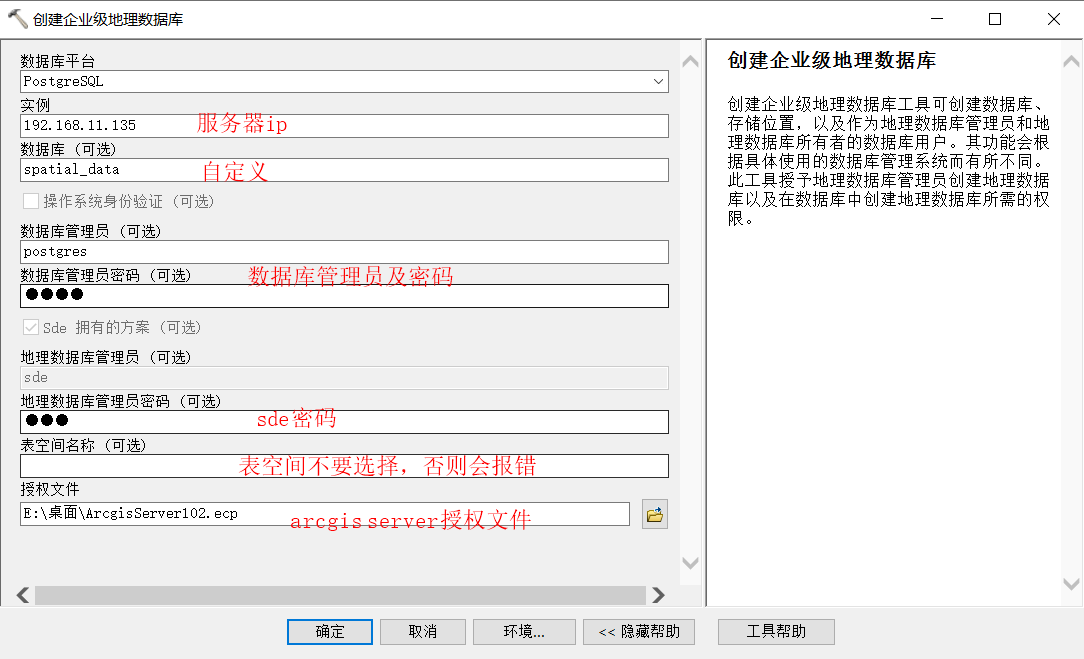 创建企业级地理数据库
数据库平台
PostgreSQL
实例
192.168.11.135 服务器ip
数据库（可选）
spatial_data 自定义
操作系统身份验证（可选）
数据库管理员（可选）
postgres
数据库管理员密码（可选） 数据库管理员及密码
Sde 拥有的方案（可选）
地理数据库管理员（可选）
sde
地理数据库管理员密码（可选）
sde密码
表空间名称（可选）
表空间不要选择，否则会报错
授权文件
E:\桌面\ArcgisServer102.ecp arcgis server授权文件
创建企业级地理数据库
创建企业级地理数据库工具可创建数据库、
存储位置，以及作为地理数据库管理员和地
理数据库所有者的数据库用户。其功能会根
据具体使用的数据库管理系统而有所不同。
此工具授予地理数据库管理员创建地理数据
库以及在数据库中创建地理数据库所需的权
限。
确定 取消 环境... << 隐藏帮助 工具帮助